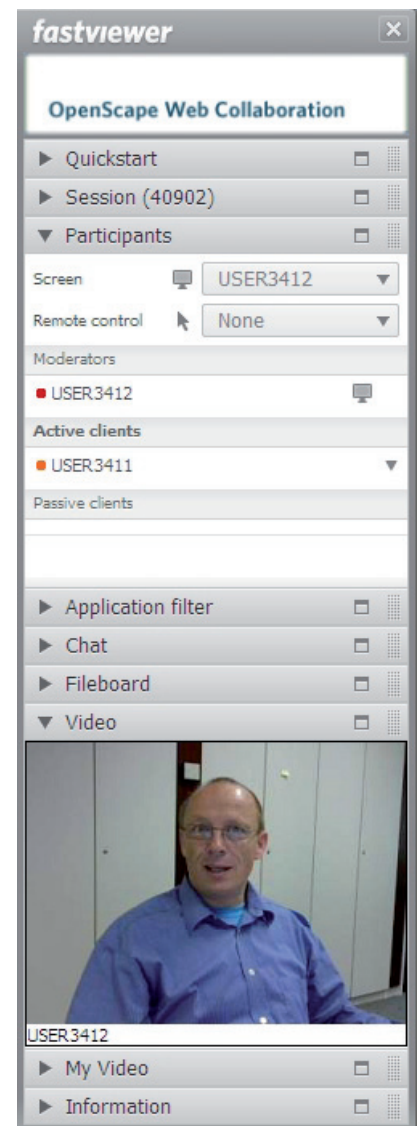 fastviewer
OpenScape Web Collaboration
Quickstart
Session (40902)
Participants
Screen USER3412
Remote control None
Moderators
USER3412
Active clients
USER3411
Passive clients
Application filter
Chat
Fileboard
Video
USER3412
My Video
Information